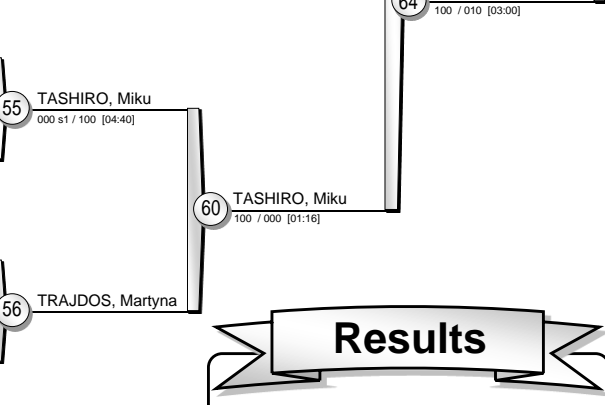 64
100 / 010 [03:00]
55 TASHIRO, Miku
000 s1 / 100 [04:40]
60 TASHIRO, Miku
100 / 000 [01:16]
56 TRAJDOS, Martyna
Results